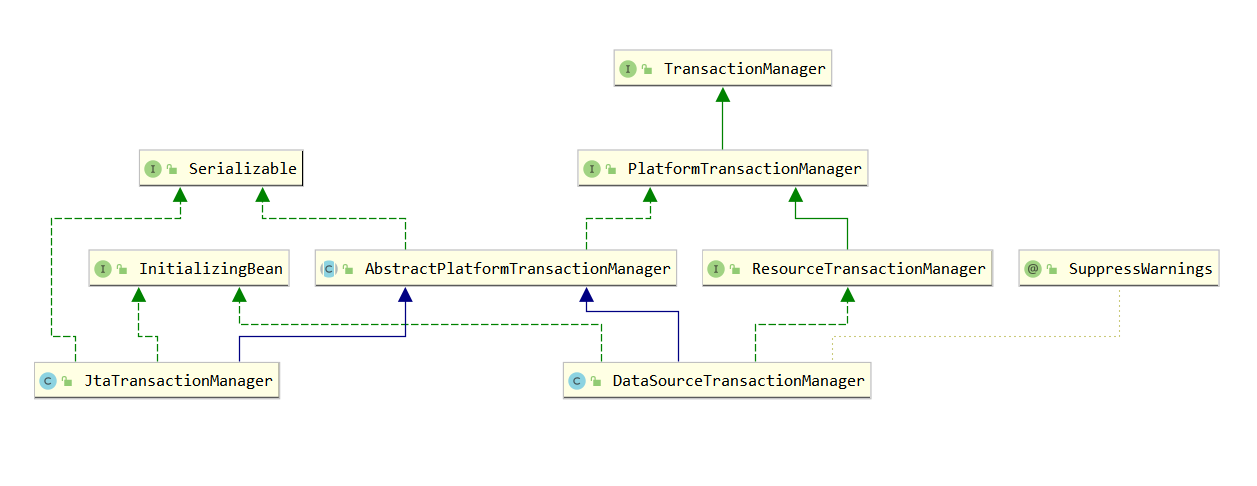 I TransactionManager
I Serializable
I PlatformTransactionManager
I InitializingBean
C AbstractPlatformTransactionManager
I ResourceTransactionManager
@ SuppressWarnings
C JtaTransactionManager
C DataSourceTransactionManager